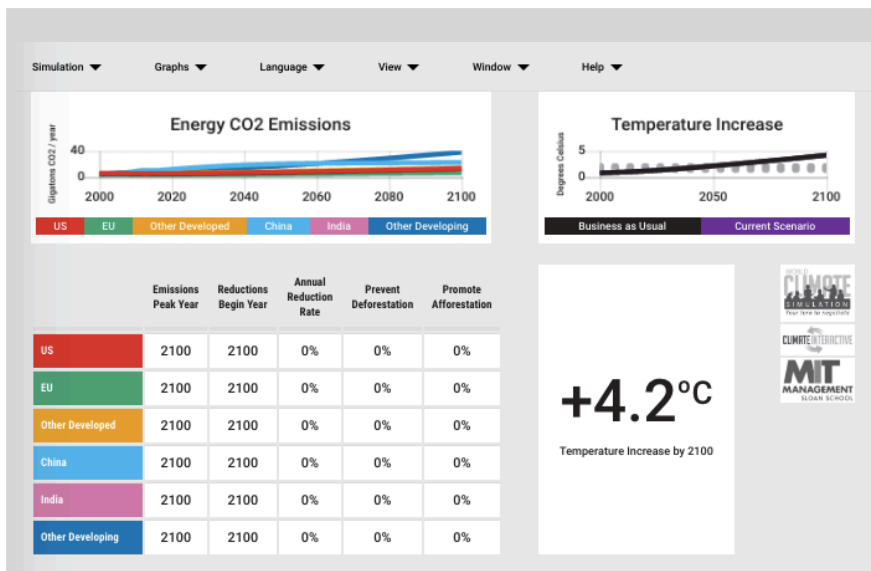 Simulation Graphs Language View Window Help
Energy CO2 Emissions
Gigatons CO2 / year
40
0
2000 2020 2040 2060 2080 2100
US EU Other Developed China India Other Developing
Temperature Increase
Degrees Celsius
5
0
2000 2050 2100
Business as Usual Current Scenario
Emissions Peak Year Reductions Begin Year Annual Reduction Rate Prevent Deforestation Promote Afforestation
US 2100 2100 0% 0% 0%
EU 2100 2100 0% 0% 0%
Other Developed 2100 2100 0% 0% 0%
China 2100 2100 0% 0% 0%
India 2100 2100 0% 0% 0%
Other Developing 2100 2100 0% 0% 0%
+4.2°C
Temperature Increase by 2100
WORLD
CLIMATE
SIMULATION
Your turn to negotiate
CLIMATE INTERACTIVE
MIT
MANAGEMENT
SLOAN SCHOOL